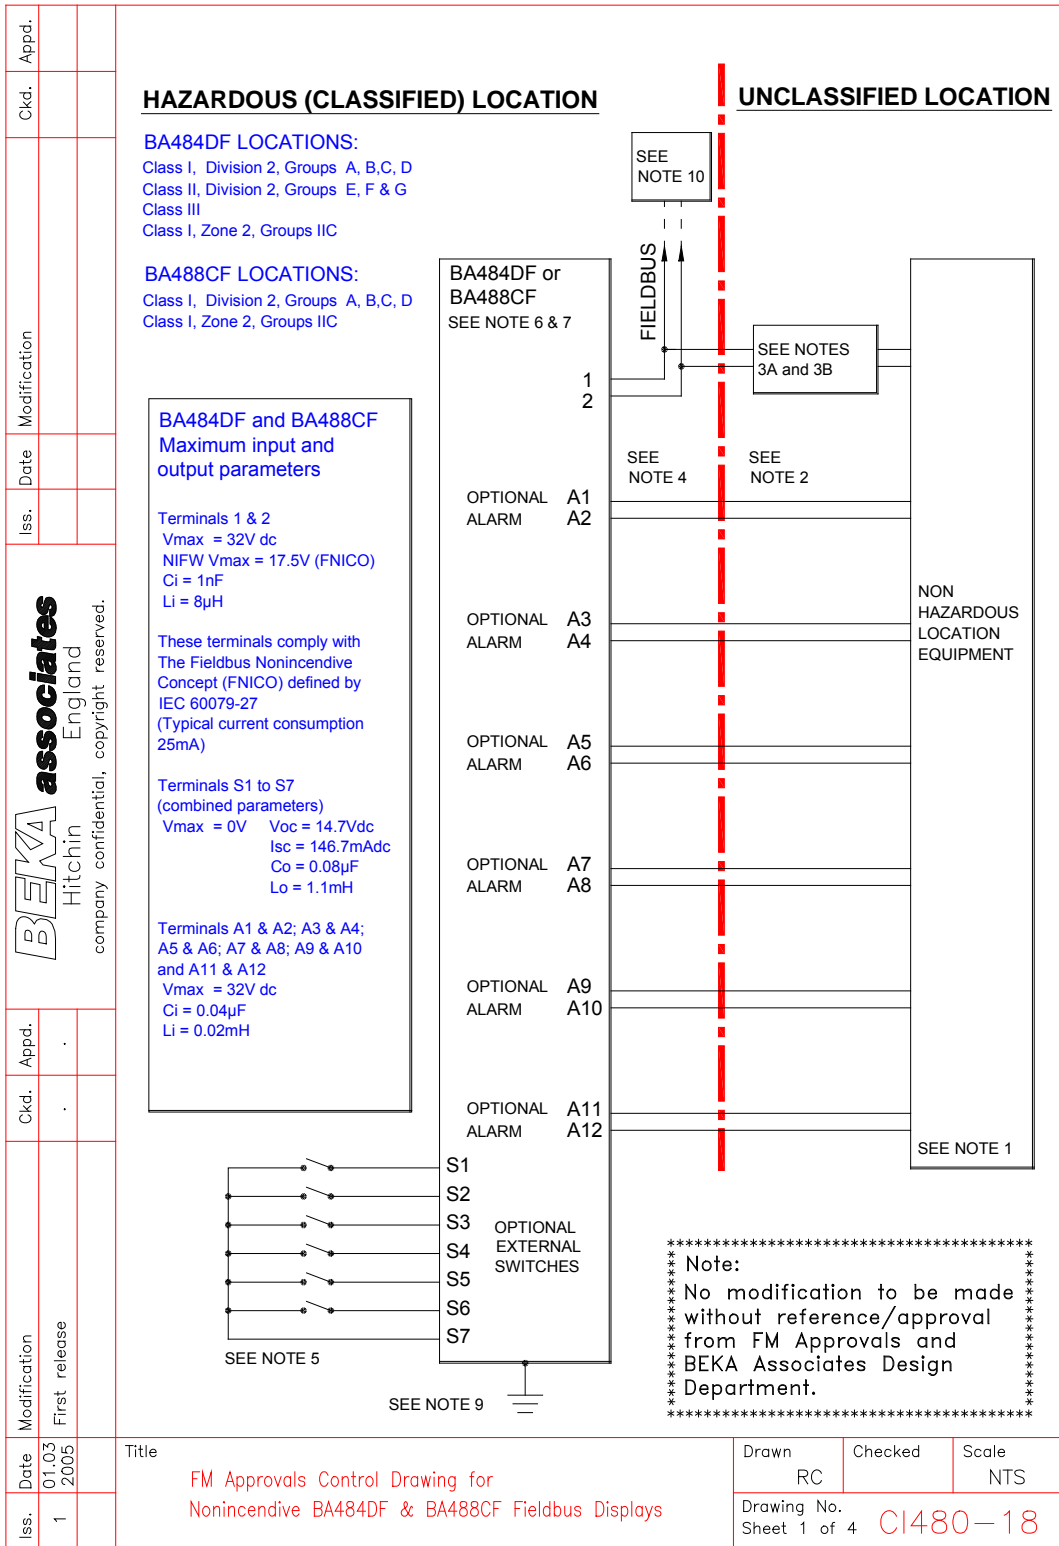 HAZARDOUS (CLASSIFIED) LOCATION
UNCLASSIFIED LOCATION
BA484DF LOCATIONS:
Class I, Division 2, Groups A, B,C, D
Class II, Division 2, Groups E, F & G
Class III
Class I, Zone 2, Groups IIC
BA488CF LOCATIONS:
Class I, Division 2, Groups A, B,C, D
Class I, Zone 2, Groups IIC
SEE
NOTE 10
FIELDBUS
BA484DF or
BA488CF
SEE NOTE 6 & 7
1
2
SEE NOTES
3A and 3B
SEE
NOTE 4
SEE
NOTE 2
BA484DF and BA488CF
Maximum input and
output parameters
Terminals 1 & 2
Vmax = 32V dc
NIFW Vmax = 17.5V (FNICO)
Ci = 1nF
Li = 8µH
These terminals comply with
The Fieldbus Nonincendive
Concept (FNICO) defined by
IEC 60079-27
(Typical current consumption
25mA)
Terminals S1 to S7
(combined parameters)
Vmax = 0V Voc = 14.7Vdc
Isc = 146.7mAdc
Co = 0.08µF
Lo = 1.1mH
Terminals A1 & A2; A3 & A4;
A5 & A6; A7 & A8; A9 & A10
and A11 & A12
Vmax = 32V dc
Ci = 0.04µF
Li = 0.02mH
OPTIONAL A1
ALARM A2
OPTIONAL A3
ALARM A4
OPTIONAL A5
ALARM A6
OPTIONAL A7
ALARM A8
OPTIONAL A9
ALARM A10
OPTIONAL A11
ALARM A12
NON
HAZARDOUS
LOCATION
EQUIPMENT
SEE NOTE 1
S1
S2
S3
S4
S5
S6
S7
OPTIONAL
EXTERNAL
SWITCHES
SEE NOTE 5
SEE NOTE 9
************************************
Note:
No modification to be made
without reference/approval
from FM Approvals and
BEKA Associates Design
Department.
************************************
Title
FM Approvals Control Drawing for
Nonincendive BA484DF & BA488CF Fieldbus Displays
Drawn
RC
Checked
Scale
NTS
Drawing No.
Sheet 1 of 4
CI480-18
Iss. Date Modification Ckd. Appd.
1 01.03 2005 First release . .
BEKA associates
Hitchin England
company confidential, copyright reserved.
Iss. Date Modification Ckd. Appd.